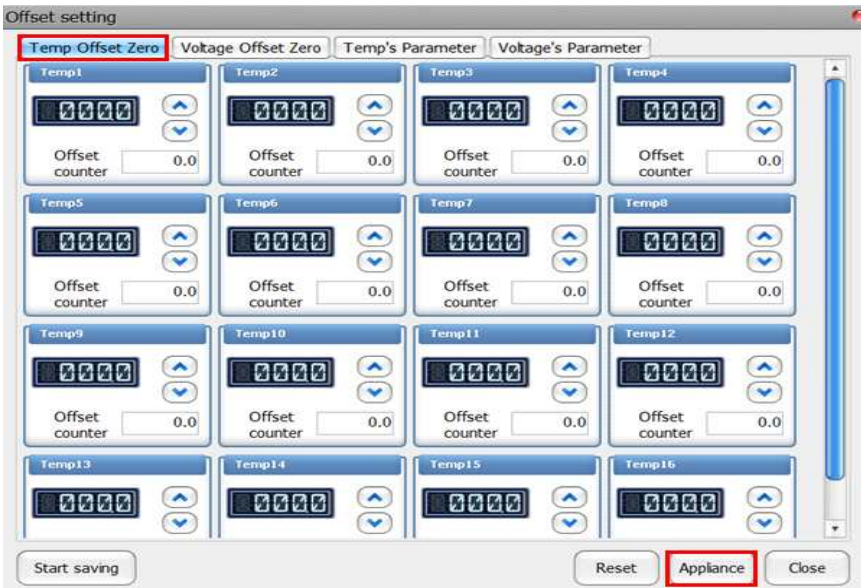 Offset setting
Temp Offset Zero Voltage Offset Zero Temp's Parameter Voltage's Parameter
Temp1 Temp2 Temp3 Temp4
0000 0000 0000 0000
Offset counter 0.0 Offset counter 0.0 Offset counter 0.0 Offset counter 0.0
Temp5 Temp6 Temp7 Temp8
0000 0000 0000 0000
Offset counter 0.0 Offset counter 0.0 Offset counter 0.0 Offset counter 0.0
Temp9 Temp10 Temp11 Temp12
0000 0000 0000 0000
Offset counter 0.0 Offset counter 0.0 Offset counter 0.0 Offset counter 0.0
Temp13 Temp14 Temp15 Temp16
0000 0000 0000 0000
Start saving Reset Appliance Close